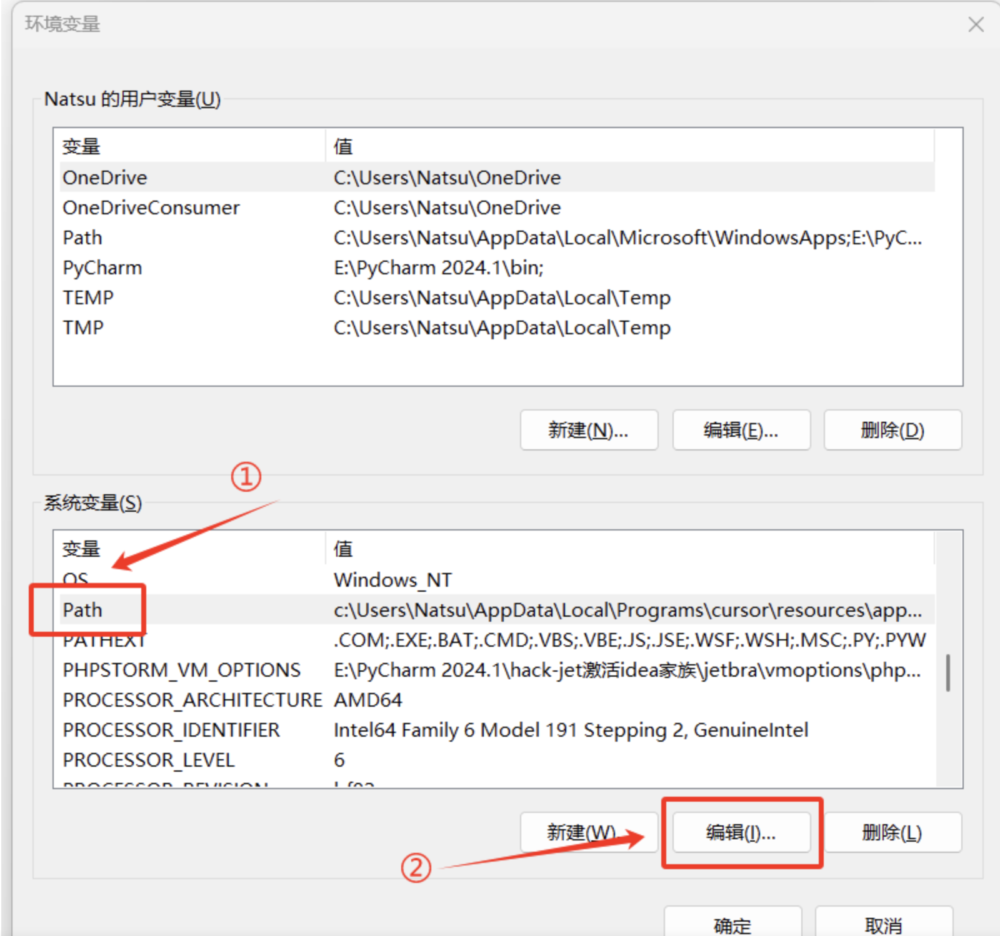 环境变量
Natsu 的用户变量(U)
变量 值
OneDrive C:\Users\Natsu\OneDrive
OneDriveConsumer C:\Users\Natsu\OneDrive
Path C:\Users\Natsu\AppData\Local\Microsoft\WindowsApps;E:\PyC...
PyCharm E:\PyCharm 2024.1\bin;
TEMP C:\Users\Natsu\AppData\Local\Temp
TMP C:\Users\Natsu\AppData\Local\Temp
新建(N)... 编辑(E)... 删除(D)
①
系统变量(S)
变量 值
OS Windows_NT
Path c:\Users\Natsu\AppData\Local\Programs\cursor\resources\app...
PATHEXT .COM;.EXE;.BAT;.CMD;.VBS;.VBE;.JS;.JSE;.WSF;.WSH;.MSC;.PY;.PYW
PHPSTORM_VM_OPTIONS E:\PyCharm 2024.1\hack-jet激活idea家族\jetbra\vmoptions\php...
PROCESSOR_ARCHITECTURE AMD64
PROCESSOR_IDENTIFIER Intel64 Family 6 Model 191 Stepping 2, GenuineIntel
PROCESSOR_LEVEL 6
PROCESSOR_REVISION
新建(W)... 编辑(I)... 删除(L)
②
确定 取消